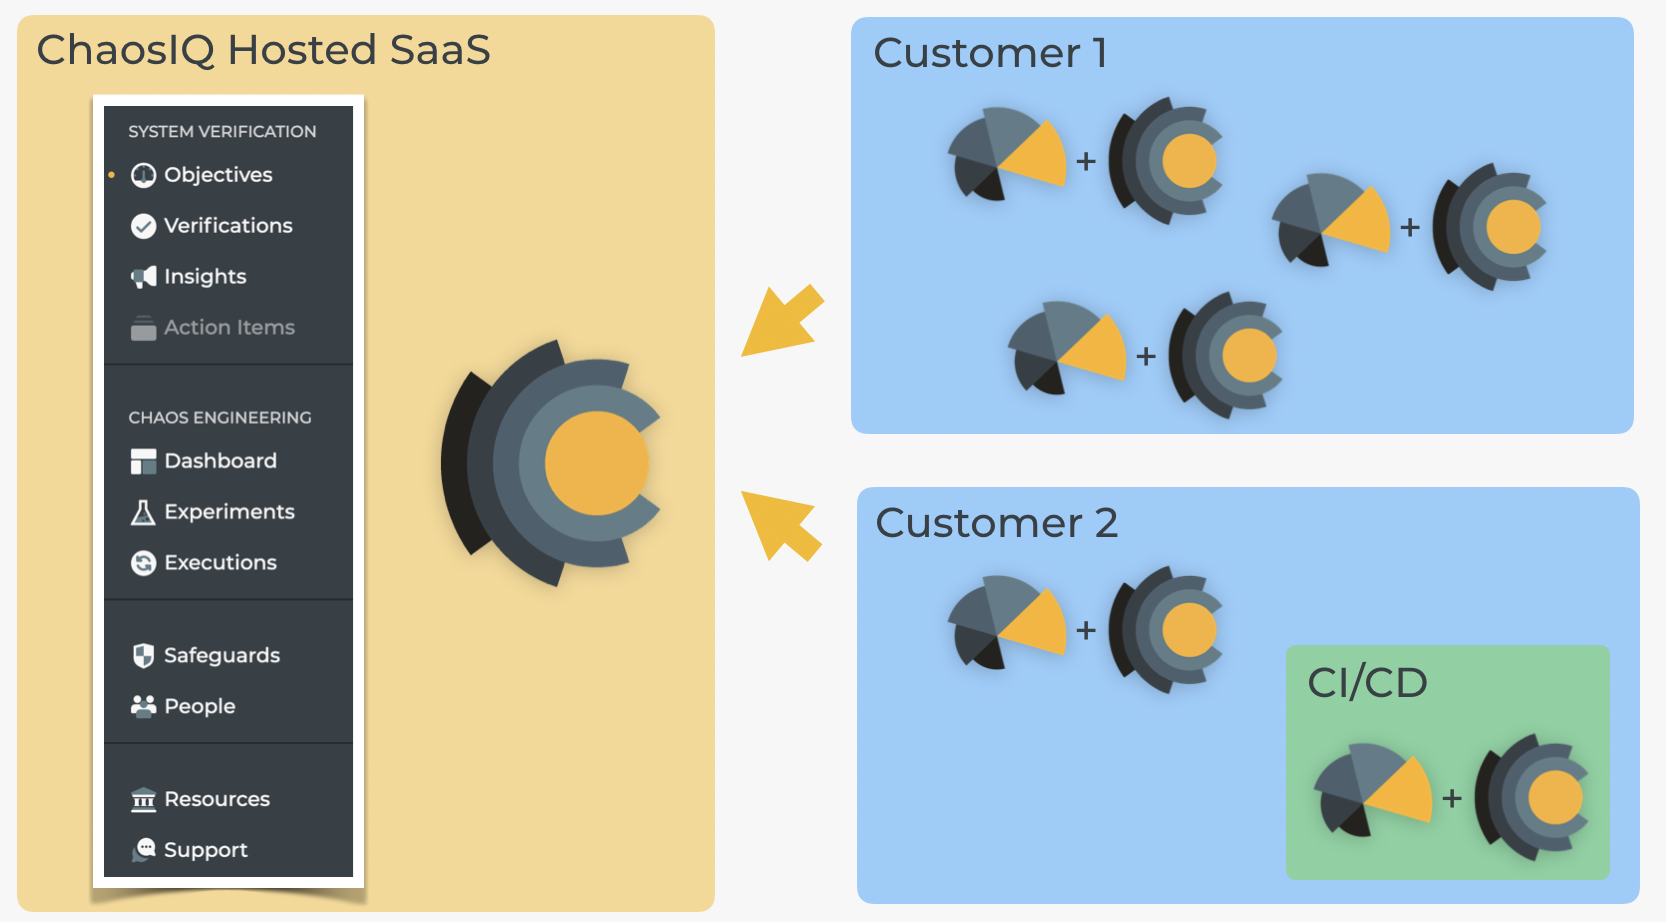 ChaosIQ Hosted SaaS
SYSTEM VERIFICATION
Objectives
Verifications
Insights
Action Items
CHAOS ENGINEERING
Dashboard
Experiments
Executions
Safeguards
People
Resources
Support
Customer 1
+
+
+
Customer 2
+
CI/CD
+